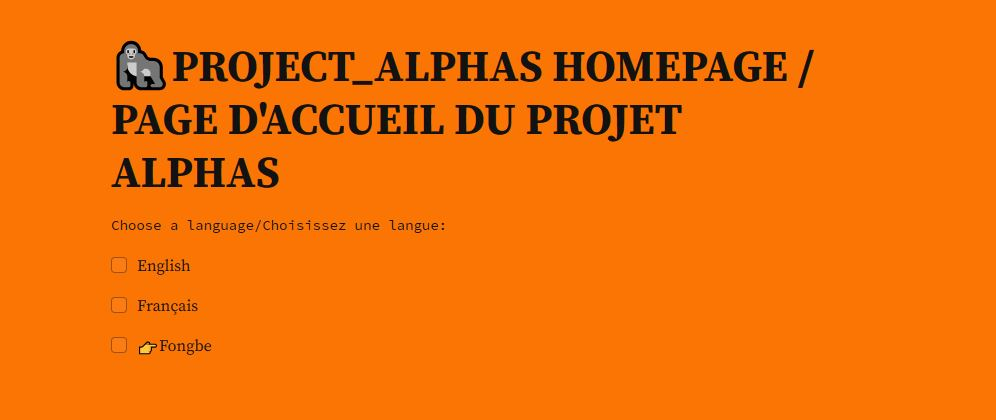 🦍PROJECT_ALPHAS HOMEPAGE /
PAGE D'ACCUEIL DU PROJET
ALPHAS
Choose a language/Choisissez une langue:
English
Français
👉Fongbe